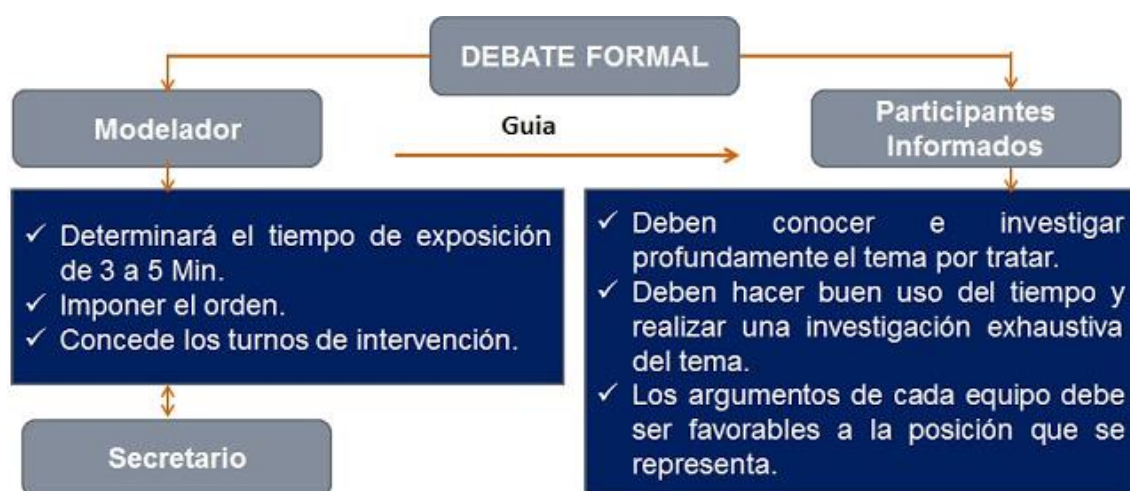 DEBATE FORMAL
Modelador
Guia
Participantes
Informados
✓ Determinará el tiempo de exposición
de 3 a 5 Min.
✓ Imponer el orden.
✓ Concede los turnos de intervención.
Secretario
✓ Deben conocer e investigar
profundamente el tema por tratar.
✓ Deben hacer buen uso del tiempo y
realizar una investigación exhaustiva
del tema.
✓ Los argumentos de cada equipo debe
ser favorables a la posición que se
representa.